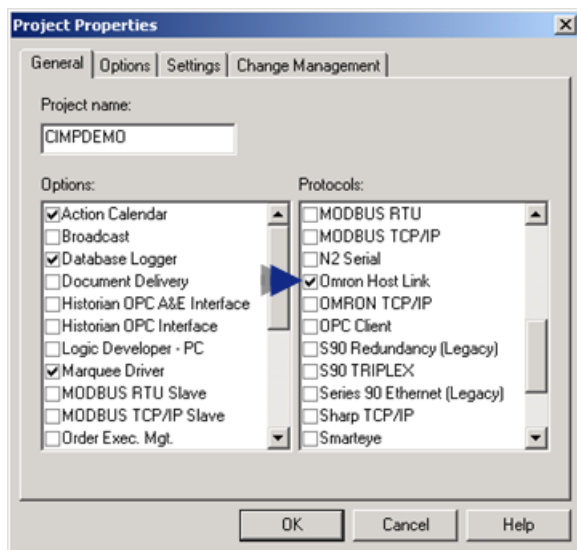 Project Properties
General Options Settings Change Management
Project name:
CIMPDEMO
Options:
Action Calendar
Broadcast
Database Logger
Document Delivery
Historian OPC A&E Interface
Historian OPC Interface
Logic Developer - PC
Marquee Driver
MODBUS RTU Slave
MODBUS TCP/IP Slave
Order Exec. Mgt.
Protocols:
MODBUS RTU
MODBUS TCP/IP
N2 Serial
Omron Host Link
OMRON TCP/IP
OPC Client
S90 Redundancy (Legacy)
S90 TRIPLEX
Series 90 Ethernet (Legacy)
Sharp TCP/IP
Smarteye
OK Cancel Help